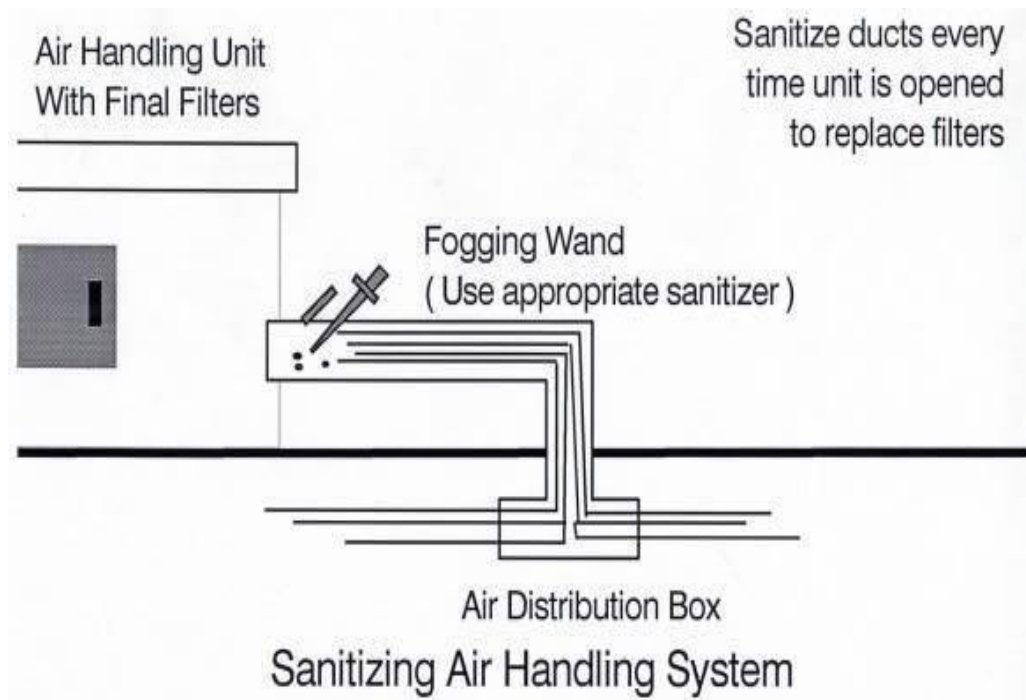 Air Handling Unit
With Final Filters
Sanitize ducts every
time unit is opened
to replace filters
Fogging Wand
( Use appropriate sanitizer )
Air Distribution Box
Sanitizing Air Handling System